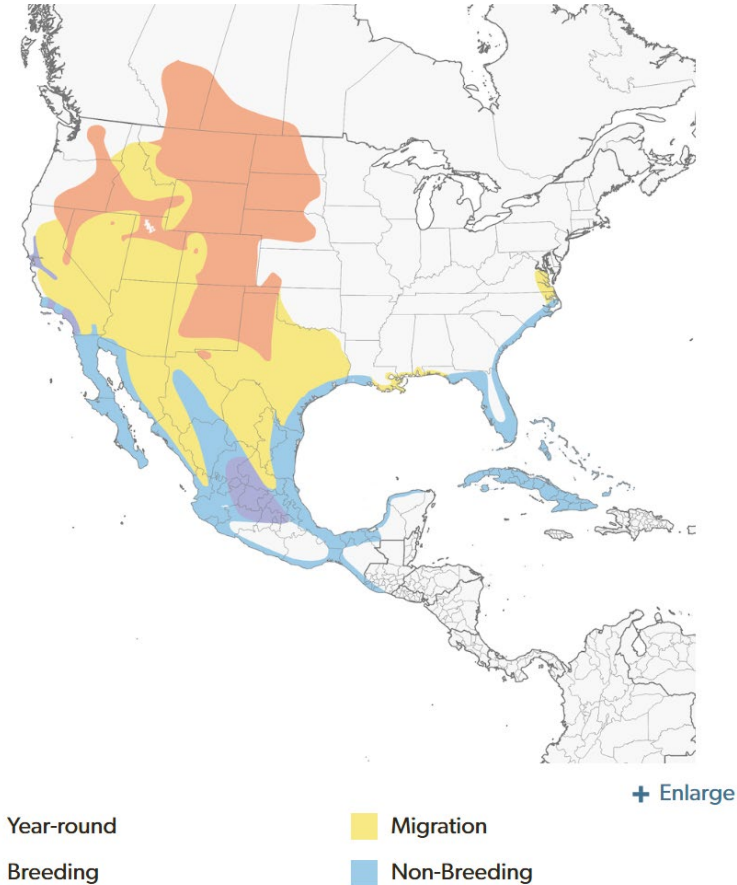 + Enlarge
Year-round
Migration
Breeding
Non-Breeding